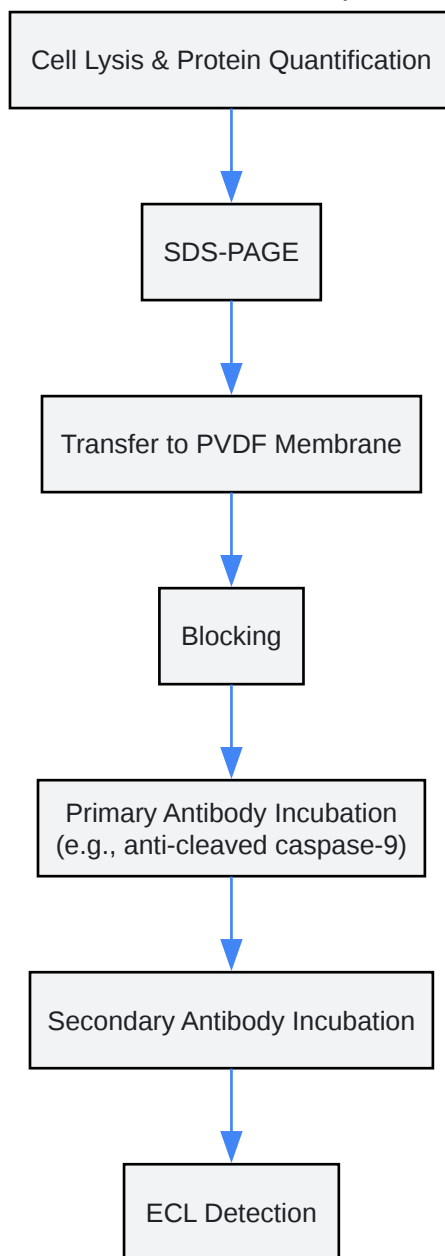 Cell Lysis & Protein Quantification
SDS-PAGE
Transfer to PVDF Membrane
Blocking
Primary Antibody Incubation
(e.g., anti-cleaved caspase-9)
Secondary Antibody Incubation
ECL Detection